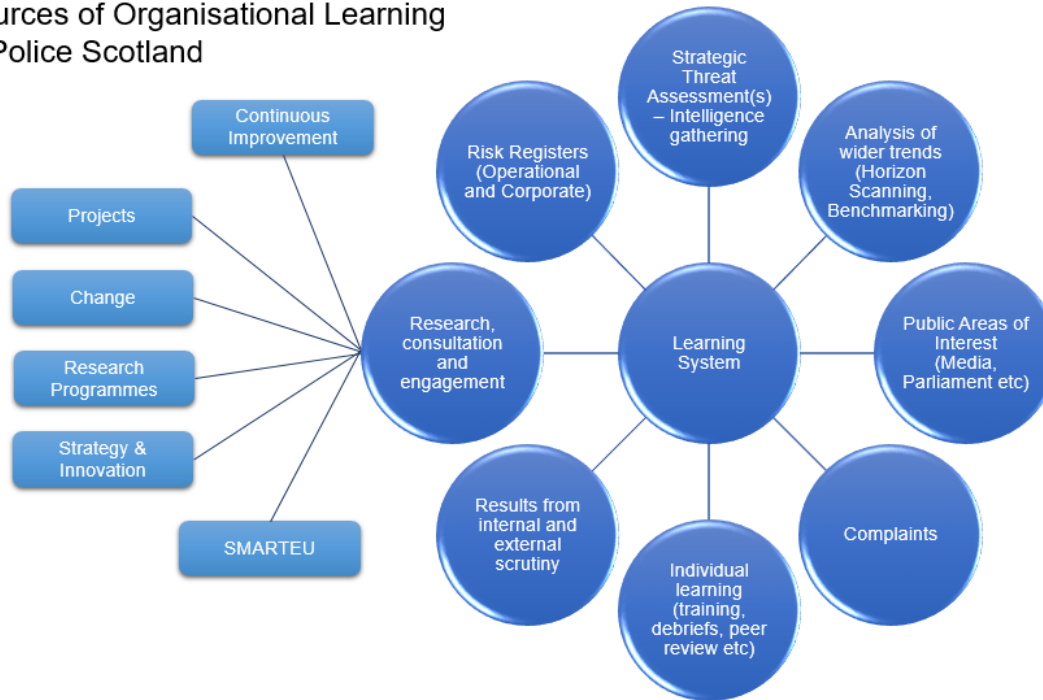 urces of Organisational Learning
Police Scotland
Continuous
Improvement
Projects
Change
Research
Programmes
Strategy &
Innovation
SMARTEU
Research,
consultation
and
engagement
Risk Registers
(Operational
and Corporate)
Strategic
Threat
Assessment(s)
– Intelligence
gathering
Analysis of
wider trends
(Horizon
Scanning,
Benchmarking)
Learning
System
Public Areas of
Interest
(Media,
Parliament etc)
Results from
internal and
external
scrutiny
Individual
learning
(training,
debriefs, peer
review etc)
Complaints